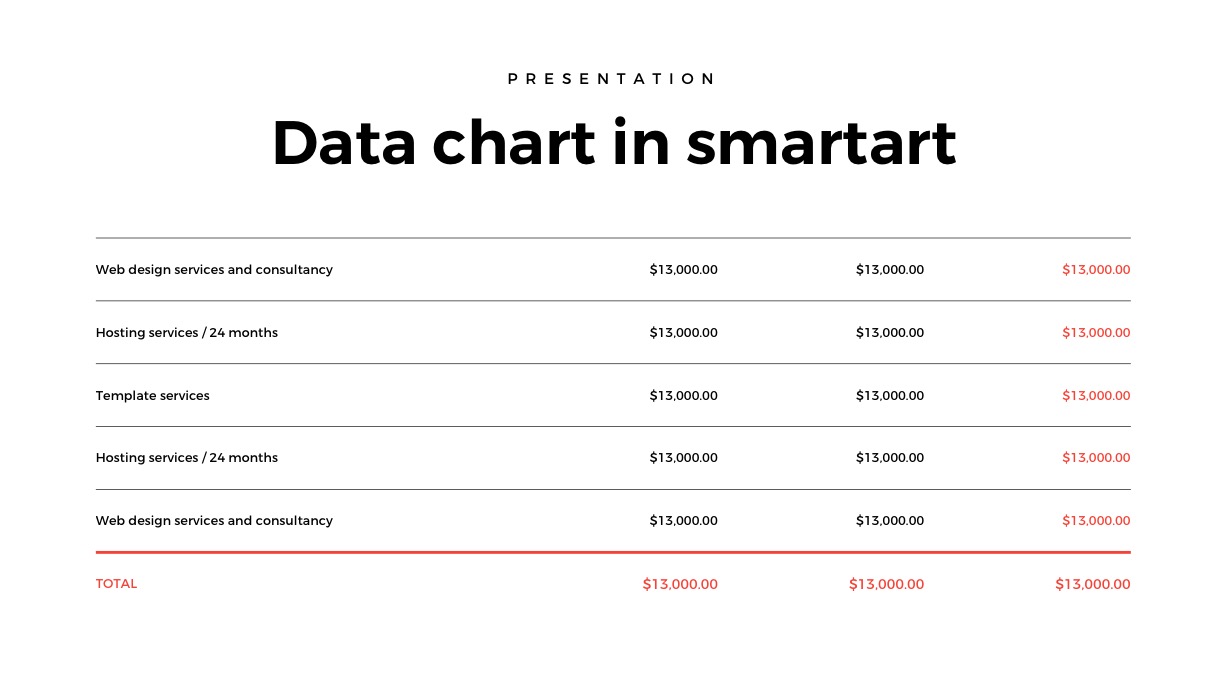 PRESENTATION
Data chart in smartart
Web design services and consultancy $13,000.00 $13,000.00 $13,000.00
Hosting services / 24 months $13,000.00 $13,000.00 $13,000.00
Template services $13,000.00 $13,000.00 $13,000.00
Hosting services / 24 months $13,000.00 $13,000.00 $13,000.00
Web design services and consultancy $13,000.00 $13,000.00 $13,000.00
TOTAL $13,000.00 $13,000.00 $13,000.00